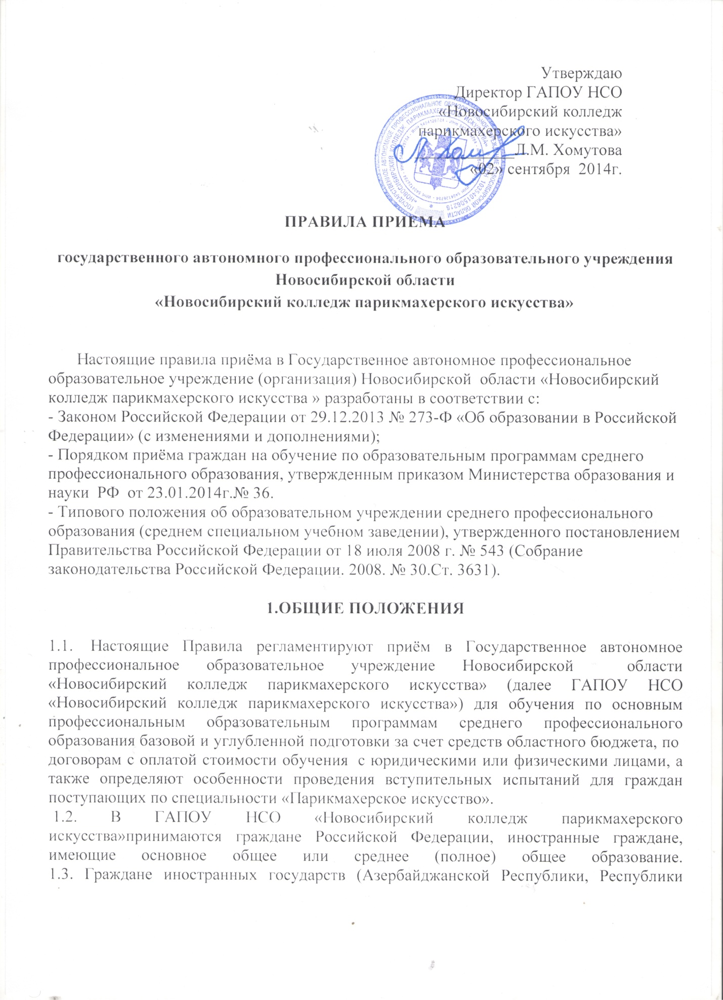 Утверждаю
Директор ГАПОУ НСО
«Новосибирский колледж
парикмахерского искусства»
Л.М. Хомутова
«02» сентября 2014г.
ПРАВИЛА ПРИЕМА
государственного автономного профессионального образовательного учреждения
Новосибирской области
«Новосибирский колледж парикмахерского искусства»
Настоящие правила приёма в Государственное автономное профессиональное
образовательное учреждение (организация) Новосибирской области «Новосибирский
колледж парикмахерского искусства » разработаны в соответствии с:
- Законом Российской Федерации от 29.12.2013 № 273-Ф «Об образовании в Российской
Федерации» (с изменениями и дополнениями);
- Порядком приёма граждан на обучение по образовательным программам среднего
профессионального образования, утвержденным приказом Министерства образования и
науки РФ от 23.01.2014г.№ 36.
- Типового положения об образовательном учреждении среднего профессионального
образования (среднем специальном учебном заведении), утвержденного постановлением
Правительства Российской Федерации от 18 июля 2008 г. № 543 (Собрание
законодательства Российской Федерации. 2008. № 30.Ст. 3631).
1.ОБЩИЕ ПОЛОЖЕНИЯ
1.1. Настоящие Правила регламентируют приём в Государственное автономное
профессиональное образовательное учреждение Новосибирской области
«Новосибирский колледж парикмахерского искусства» (далее ГАПОУ НСО
«Новосибирский колледж парикмахерского искусства») для обучения по основным
профессиональным образовательным программам среднего профессионального
образования базовой и углубленной подготовки за счет средств областного бюджета, по
договорам с оплатой стоимости обучения с юридическими или физическими лицами, а
также определяют особенности проведения вступительных испытаний для граждан
поступающих по специальности «Парикмахерское искусство».
1.2. В ГАПОУ НСО «Новосибирский колледж парикмахерского
искусства»принимаются граждане Российской Федерации, иностранные граждане,
имеющие основное общее или среднее (полное) общее образование.
1.3. Граждане иностранных государств (Азербайджанской Республики, Республики